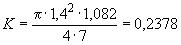 K = π·1,4²·1,082 / 4·7 = 0,2378